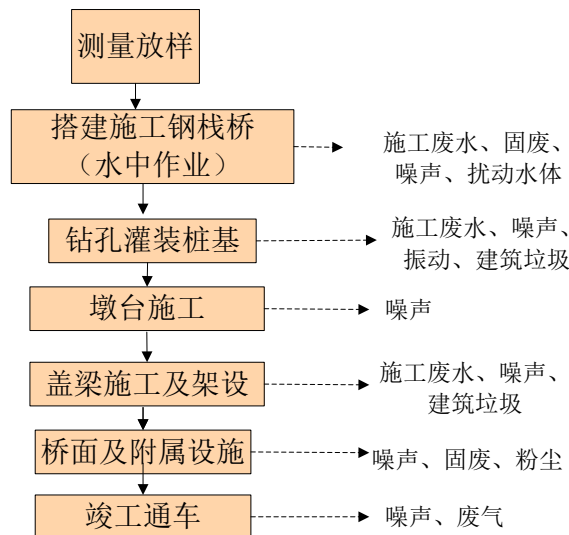 测量放样
搭建施工钢栈桥
（水中作业）
施工废水、固废、
噪声、扰动水体
钻孔灌装桩基
施工废水、噪声、
振动、建筑垃圾
墩台施工
噪声
盖梁施工及架设
施工废水、噪声、
建筑垃圾
桥面及附属设施
噪声、固废、粉尘
竣工通车
噪声、废气